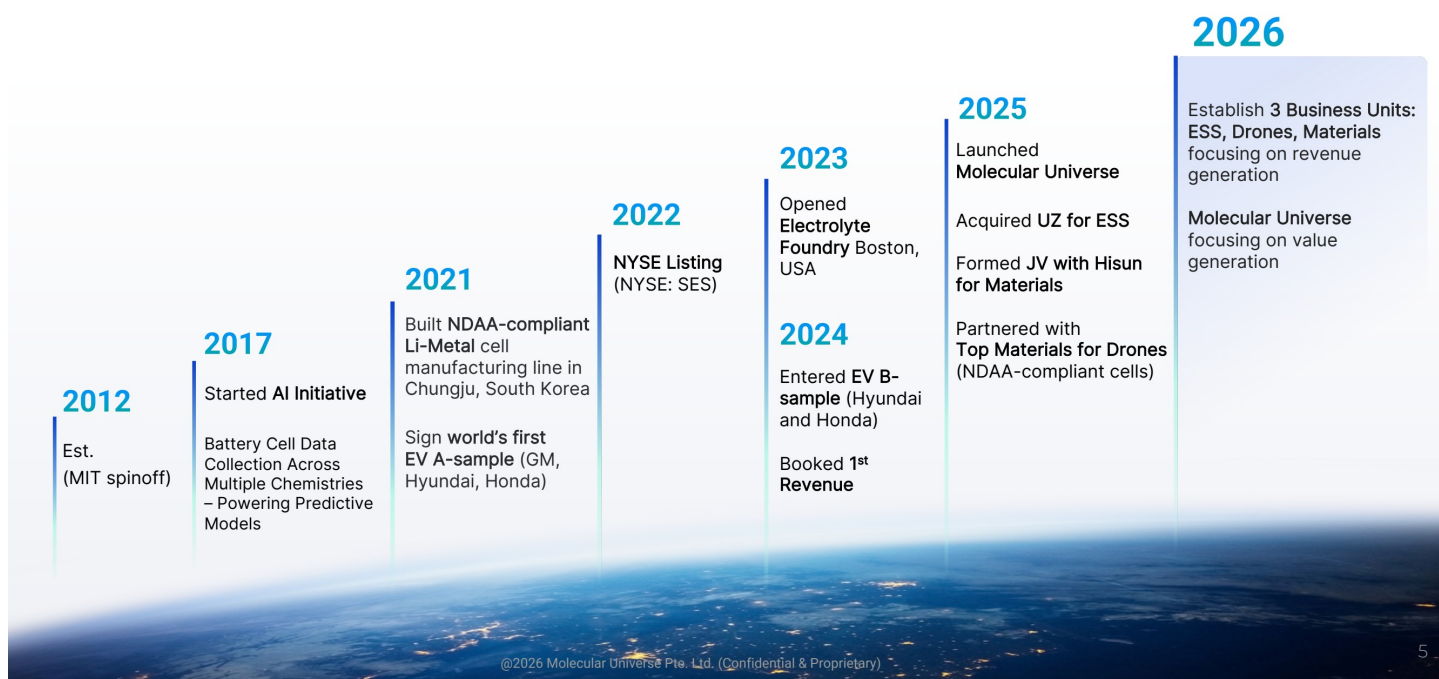 2012
Est.
(MIT spinoff)
2017
Started AI Initiative
Battery Cell Data
Collection Across
Multiple Chemistries
– Powering Predictive
Models
2021
Built NDAA-compliant
Li-Metal cell
manufacturing line in
Chungju, South Korea
Sign world’s first
EV A-sample (GM,
Hyundai, Honda)
2022
NYSE Listing
(NYSE: SES)
2023
Opened
Electrolyte
Foundry Boston,
USA
2024
Entered EV B-
sample (Hyundai
and Honda)
Booked 1st
Revenue
2025
Launched
Molecular Universe
Acquired UZ for ESS
Formed JV with Hisun
for Materials
Partnered with
Top Materials for Drones
(NDAA-compliant cells)
2026
Establish 3 Business Units:
ESS, Drones, Materials
focusing on revenue
generation
Molecular Universe
focusing on value
generation
@2026 Molecular Universe Pte. Ltd. (Confidential & Proprietary)
5